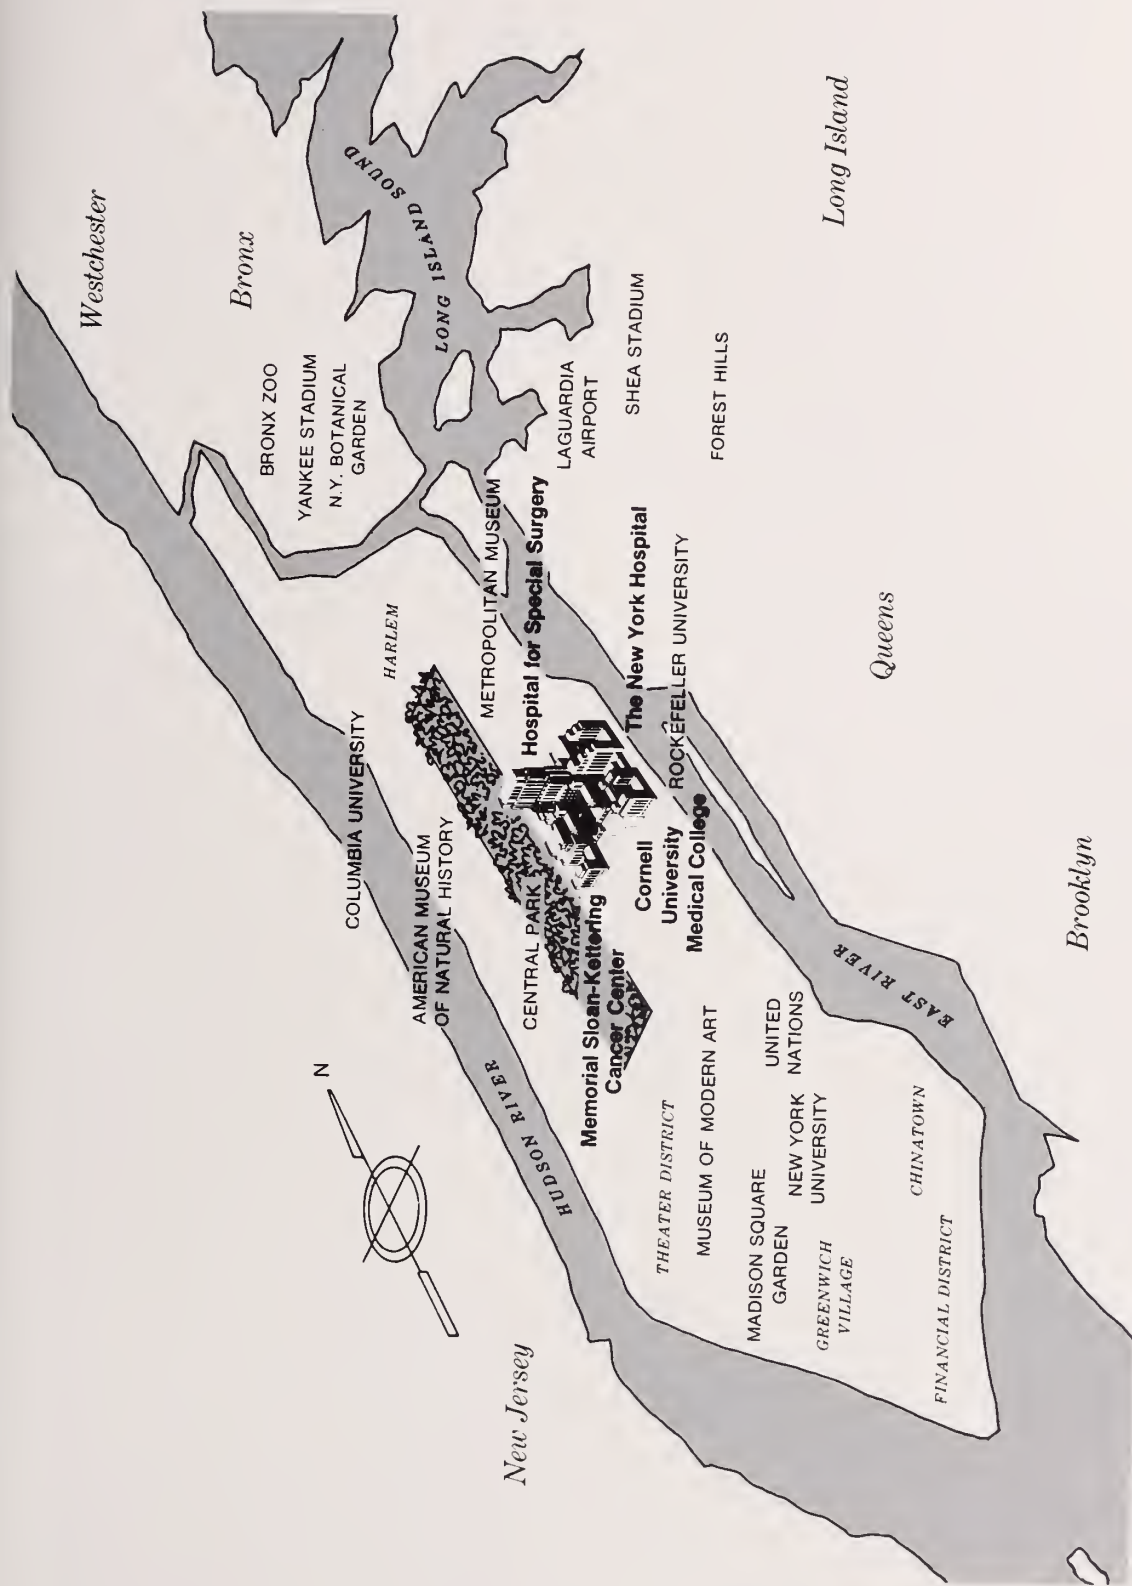 Westchester
Bronx
BRONX ZOO
YANKEE STADIUM
N.Y. BOTANICAL
GARDEN
LONG ISLAND SOUND
Long Island
LAGUARDIA
AIRPORT
SHEA STADIUM
FOREST HILLS
HARLEM
METROPOLITAN MUSEUM
Hospital for Special Surgery
The New York Hospital
ROCKEFELLER UNIVERSITY
Queens
COLUMBIA UNIVERSITY
AMERICAN MUSEUM
OF NATURAL HISTORY
CENTRAL PARK
Memorial Sloan-Kettering
Cancer Center
Cornell
University
Medical College
N
HUDSON RIVER
EAST RIVER
Brooklyn
THEATER DISTRICT
MUSEUM OF MODERN ART
UNITED
NATIONS
MADISON SQUARE
GARDEN
NEW YORK
UNIVERSITY
GREENWICH
VILLAGE
CHINATOWN
FINANCIAL DISTRICT
New Jersey